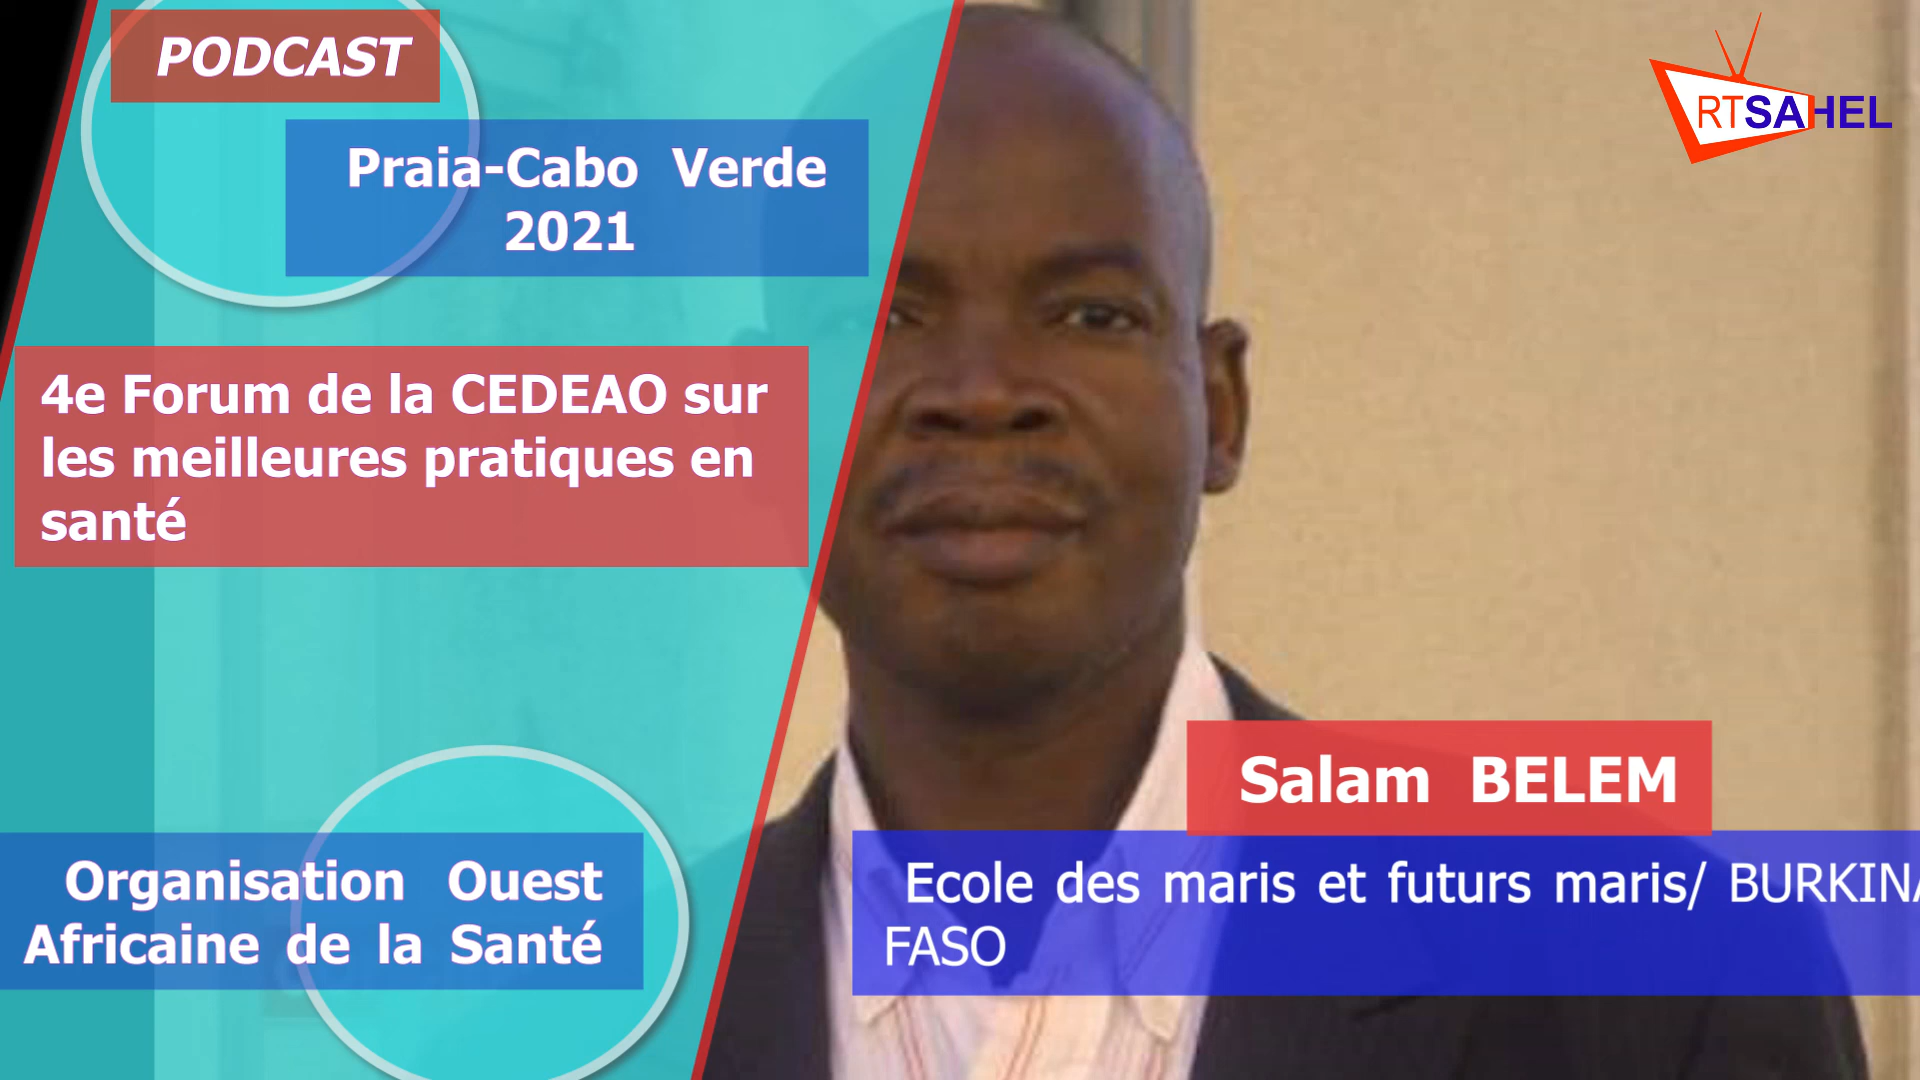 PODCAST
Praia-Cabo Verde
2021
RTSAHEL
4e Forum de la CEDEAO sur
les meilleures pratiques en
santé
Salam BELEM
Organisation Ouest
Africaine de la Santé
Ecole des maris et futurs maris/ BURKINA
FASO